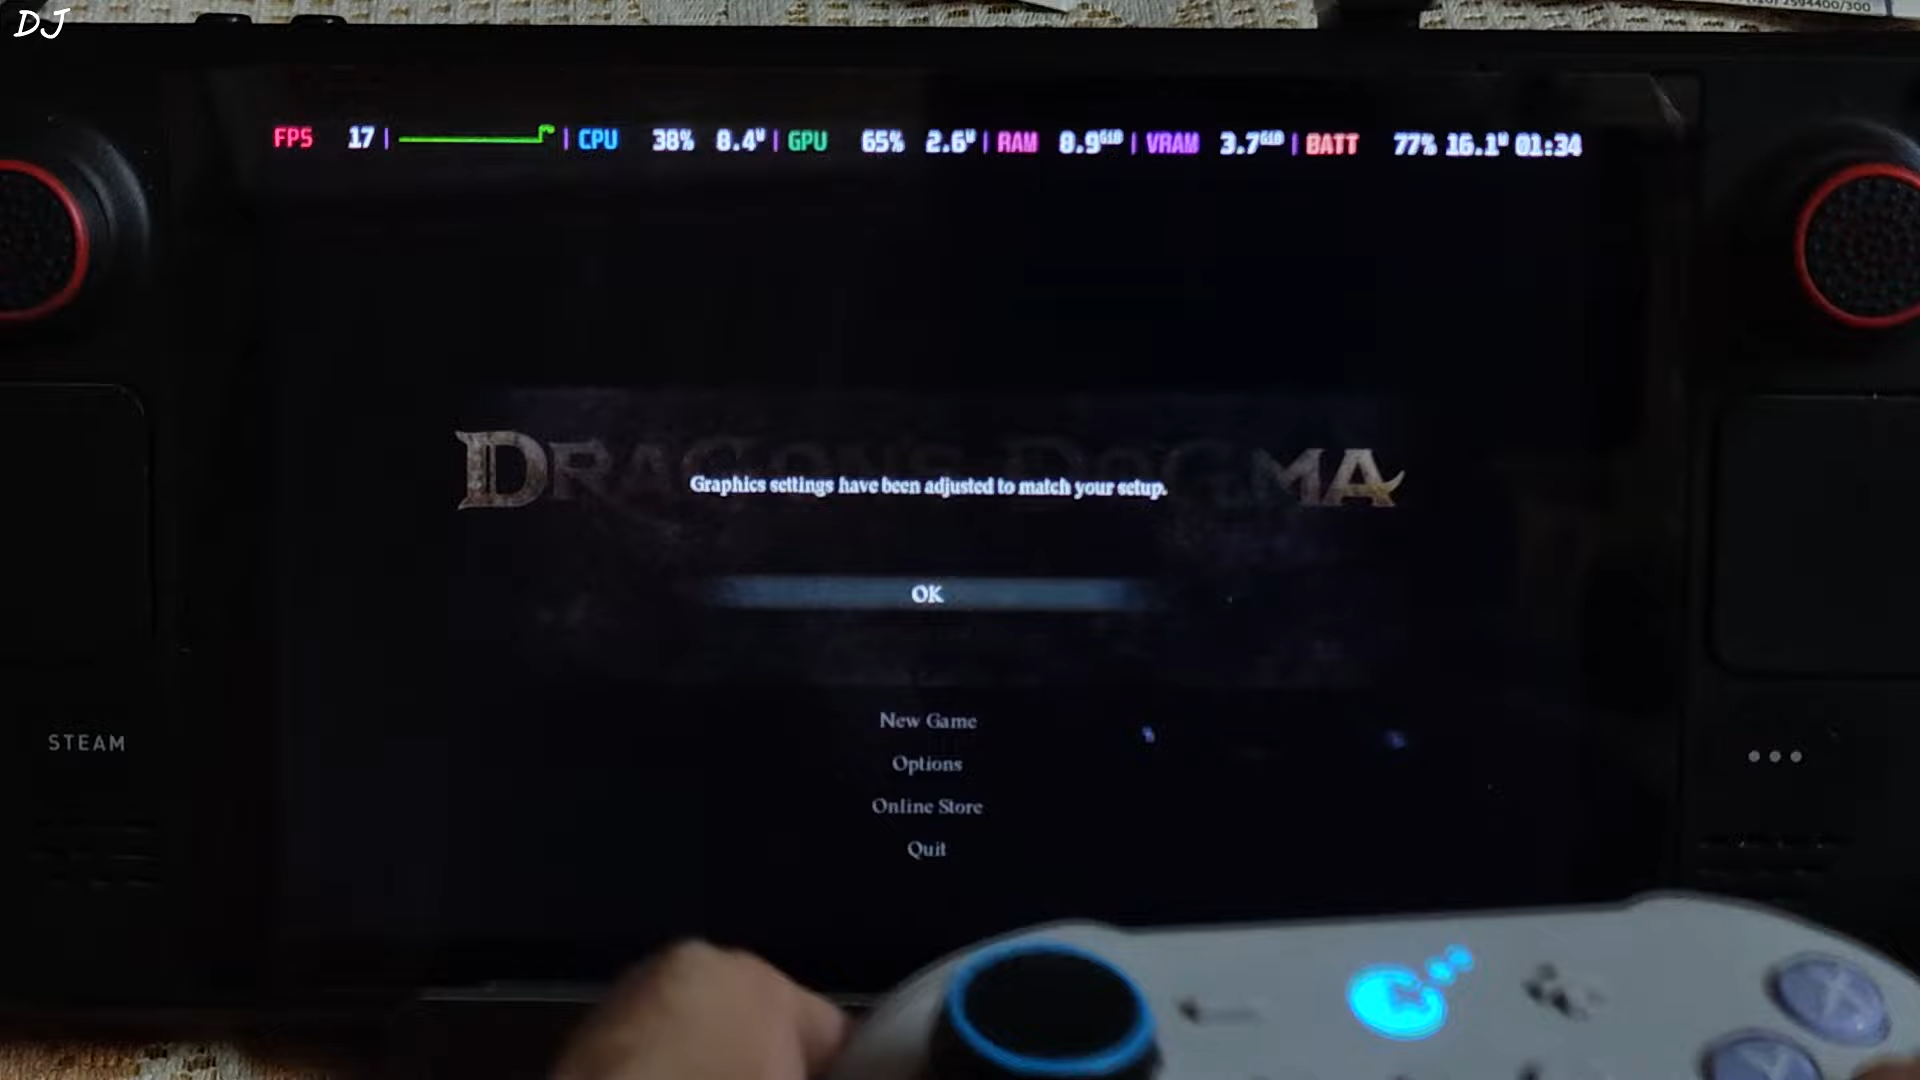 DJ
FPS 17 | | CPU 38% 8.4W | GPU 65% 2.6W | RAM 8.9GiB | VRAM 3.7GiB | BATT 77% 16.1W 01:34
DRAGON'S DOGMA
Graphics settings have been adjusted to match your setup.
OK
New Game
STEAM
Options
Online Store
Quit
X
Y